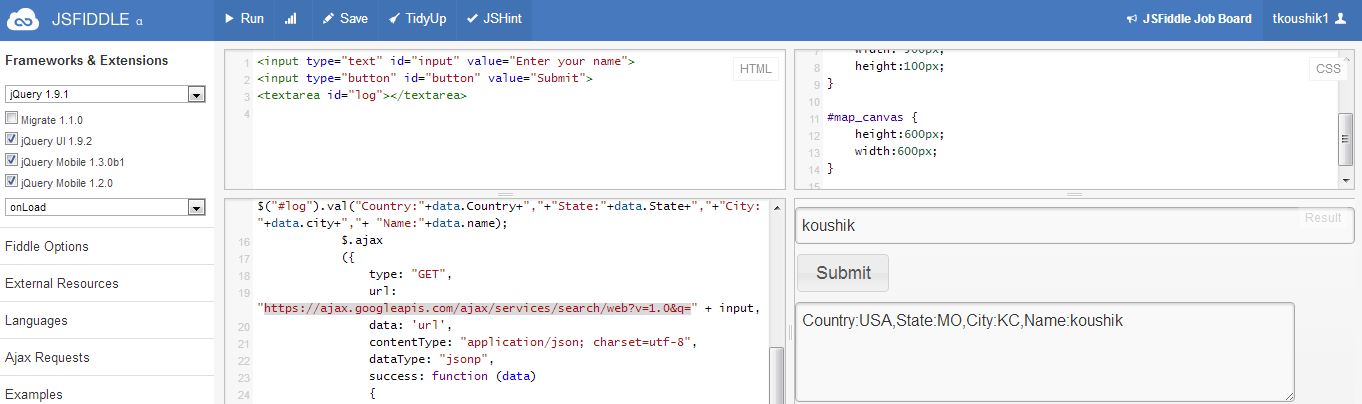 JSFIDDLE α
Run
Save
TidyUp
JSHint
JSFiddle Job Board
tkoushik1
Frameworks & Extensions
jQuery 1.9.1
Migrate 1.1.0
jQuery UI 1.9.2
jQuery Mobile 1.3.0b1
jQuery Mobile 1.2.0
onLoad
Fiddle Options
External Resources
Languages
Ajax Requests
Examples
HTML
1 <input type="text" id="input" value="Enter your name">
2 <input type="button" id="button" value="Submit">
3 <textarea id="log"></textarea>
4
CSS
width: 900px;
8 height:100px;
9 }
10
11 #map_canvas {
12 height:600px;
13 width:600px;
14 }
15
$("#log").val("Country:"+data.Country+","+"State:"+data.State+","+"City:
"+data.city+","+ "Name:"+data.name);
16 $.ajax
17 ({
18 type: "GET",
19 url:
"https://ajax.googleapis.com/ajax/services/search/web?v=1.0&q=" + input,
20 data: 'url',
21 contentType: "application/json; charset=utf-8",
22 dataType: "jsonp",
23 success: function (data)
24 {
Result
koushik
Submit
Country:USA,State:MO,City:KC,Name:koushik